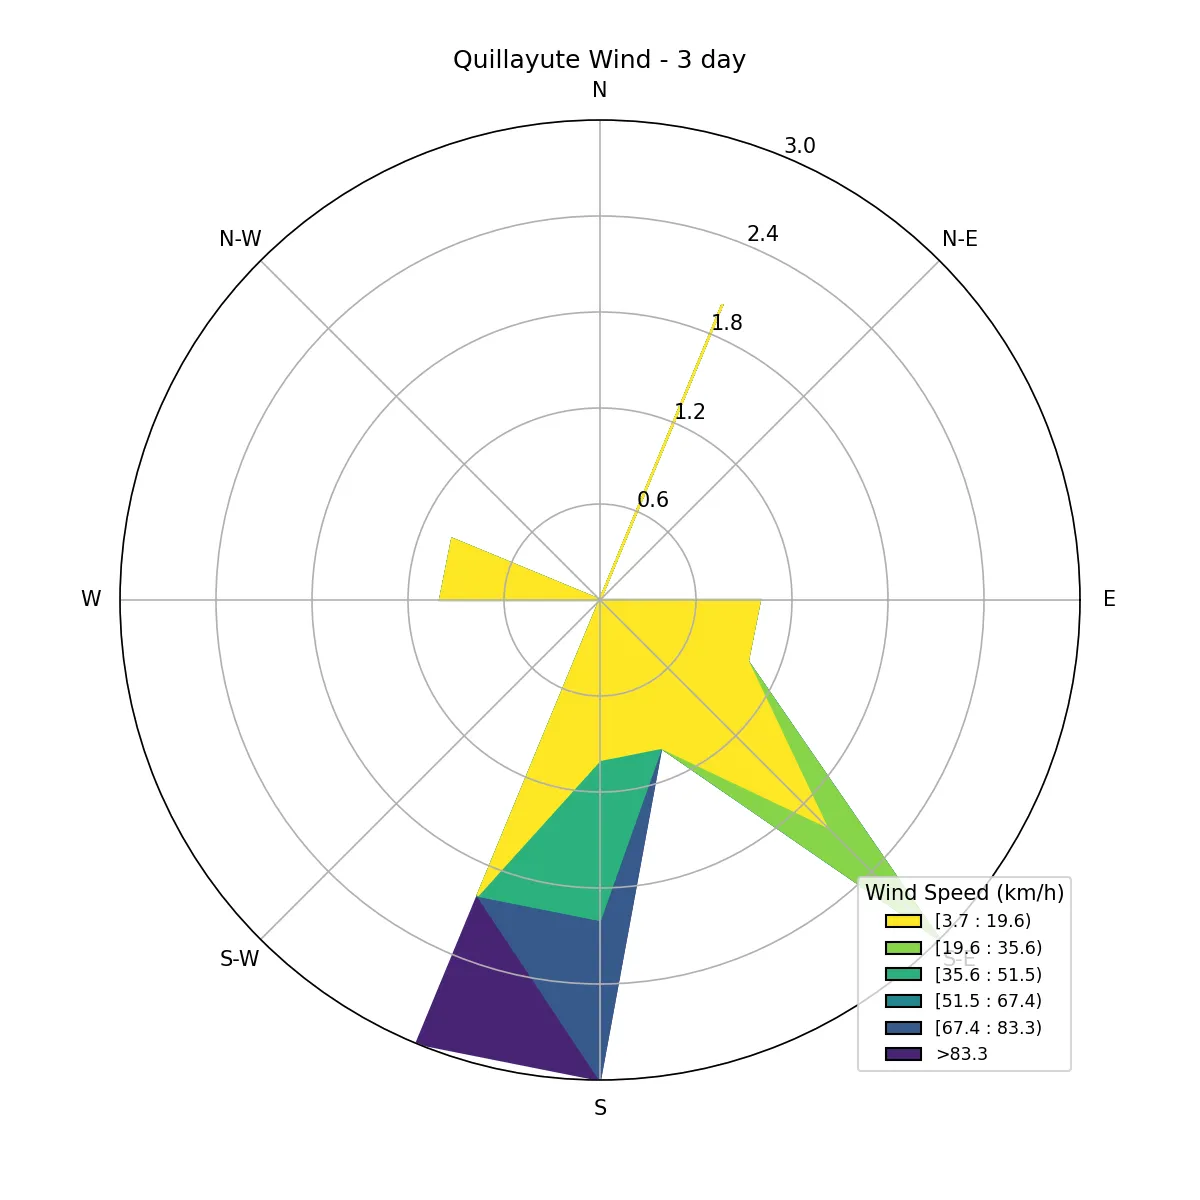 Quillayute Wind - 3 day
N
3.0
N-W
2.4
N-E
1.8
1.2
0.6
W
E
Wind Speed (km/h)
[3.7 : 19.6)
[19.6 : 35.6)
S-W
S-E
[35.6 : 51.5)
[51.5 : 67.4)
[67.4 : 83.3)
>83.3
S